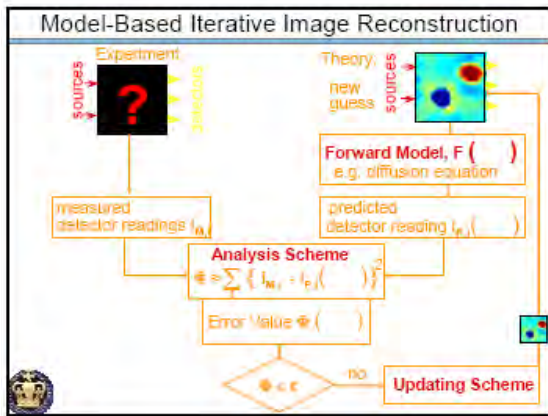 Model-Based Iterative Image Reconstruction
Experiment
sources
?
detectors
Theory,
new
guess
sources
Forward Model, F ( )
e.g. diffusion equation
measured
detector readings
predicted
detector reading I P,i ( )
Analysis Scheme
Φ = Σ { I M,i - I P,i ( ) }²
Error Value Φ ( )
Φ < ε
no
Updating Scheme